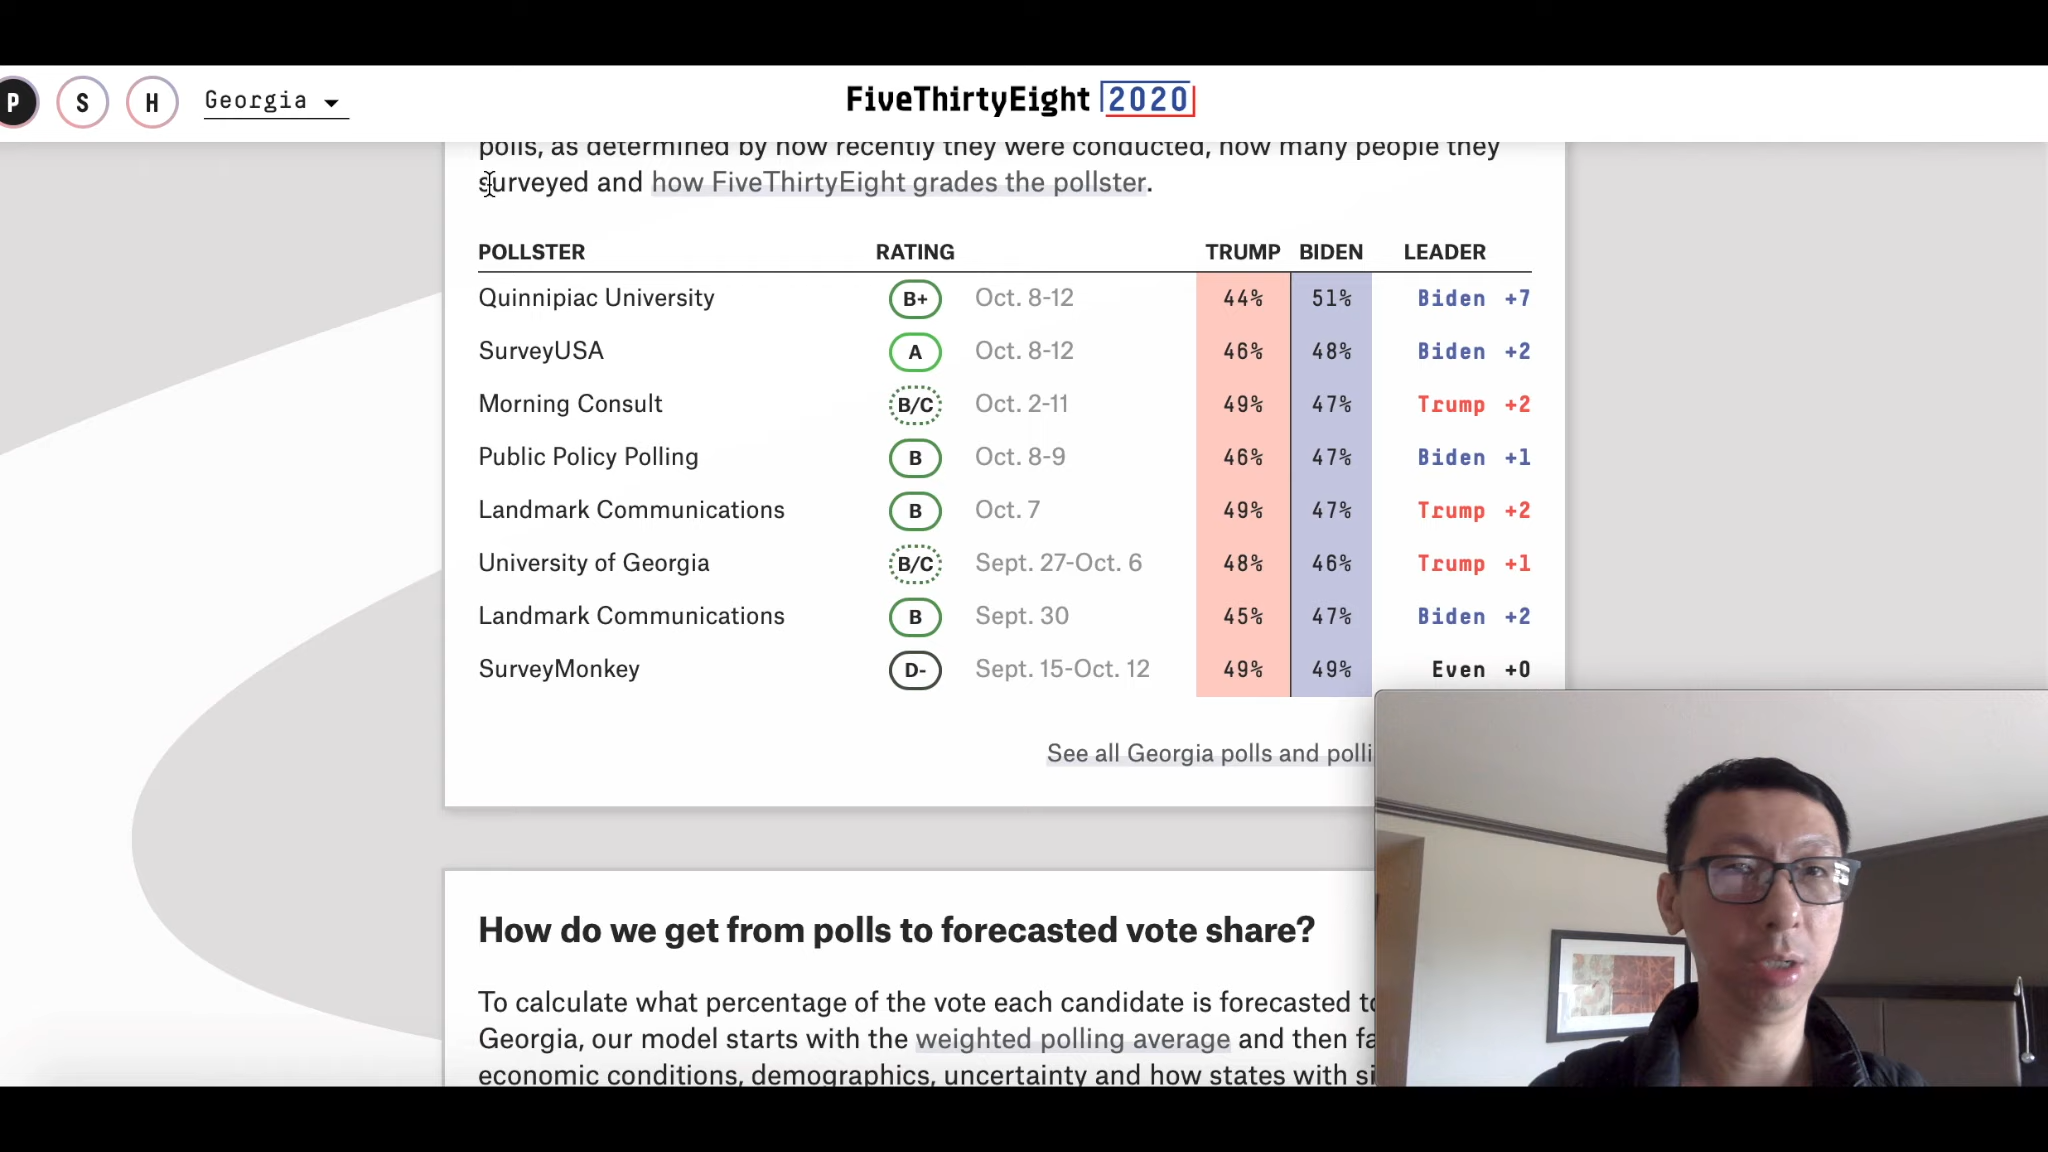 P S H Georgia
FiveThirtyEight 2020
polls, as determined by how recently they were conducted, how many people they
surveyed and how FiveThirtyEight grades the pollster.
POLLSTER RATING TRUMP BIDEN LEADER
Quinnipiac University B+ Oct. 8-12 44% 51% Biden +7
SurveyUSA A Oct. 8-12 46% 48% Biden +2
Morning Consult B/C Oct. 2-11 49% 47% Trump +2
Public Policy Polling B Oct. 8-9 46% 47% Biden +1
Landmark Communications B Oct. 7 49% 47% Trump +2
University of Georgia B/C Sept. 27-Oct. 6 48% 46% Trump +1
Landmark Communications B Sept. 30 45% 47% Biden +2
SurveyMonkey D- Sept. 15-Oct. 12 49% 49% Even +0
See all Georgia polls and polli
How do we get from polls to forecasted vote share?
To calculate what percentage of the vote each candidate is forecasted
Georgia, our model starts with the weighted polling average and then
economic conditions, demographics, uncertainty and how states with